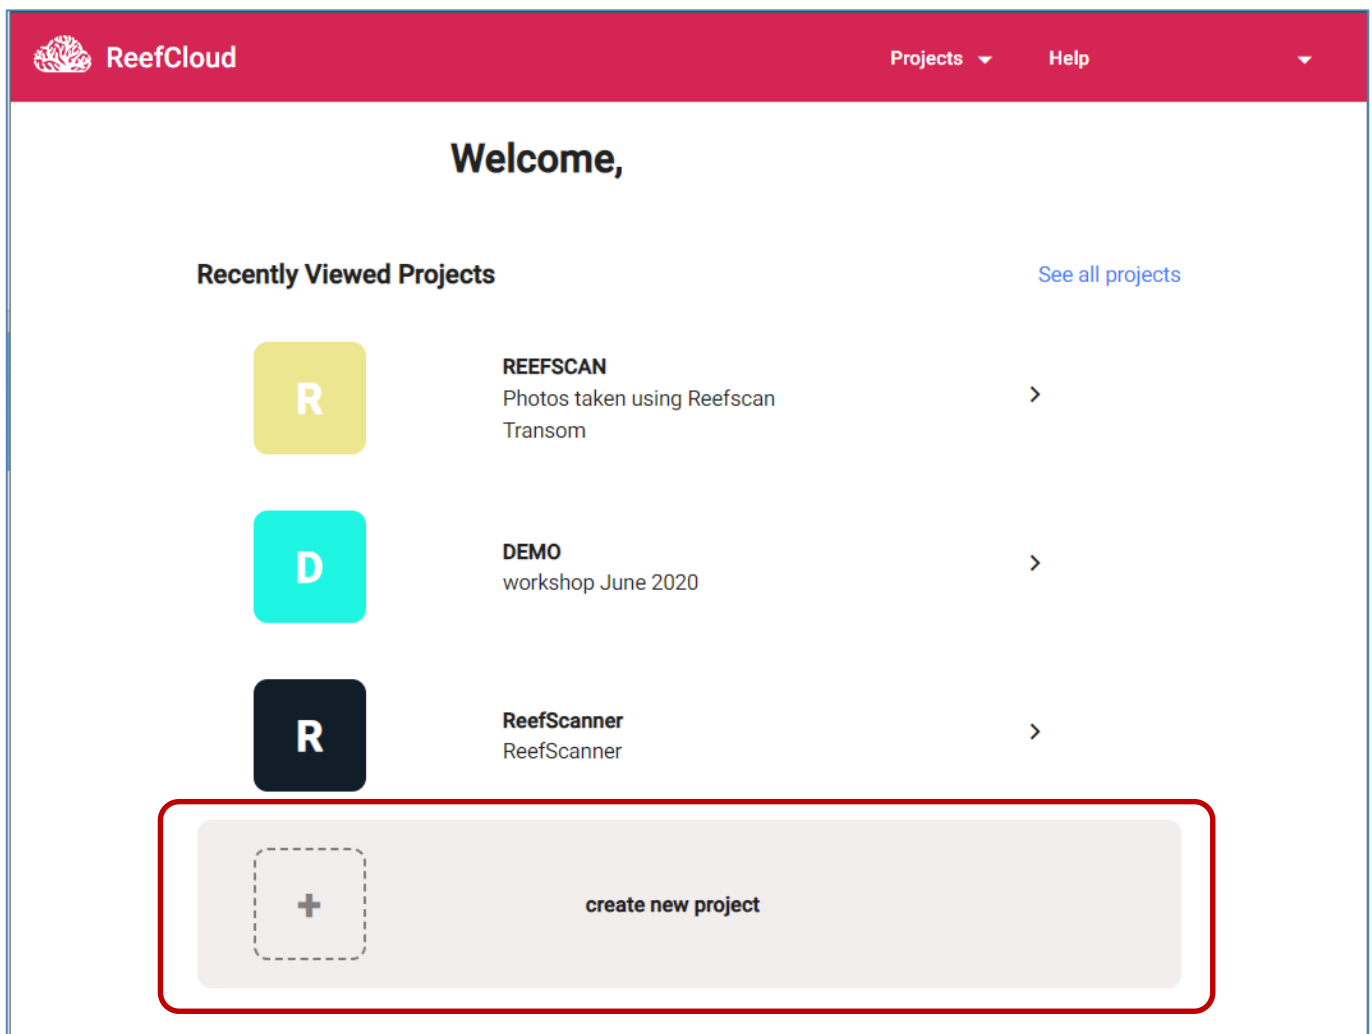 ReefCloud
Projects
Help
Welcome,
Recently Viewed Projects
See all projects
R
REEFSCAN
Photos taken using Reefscan
Transom
D
DEMO
workshop June 2020
R
ReefScanner
ReefScanner
+
create new project